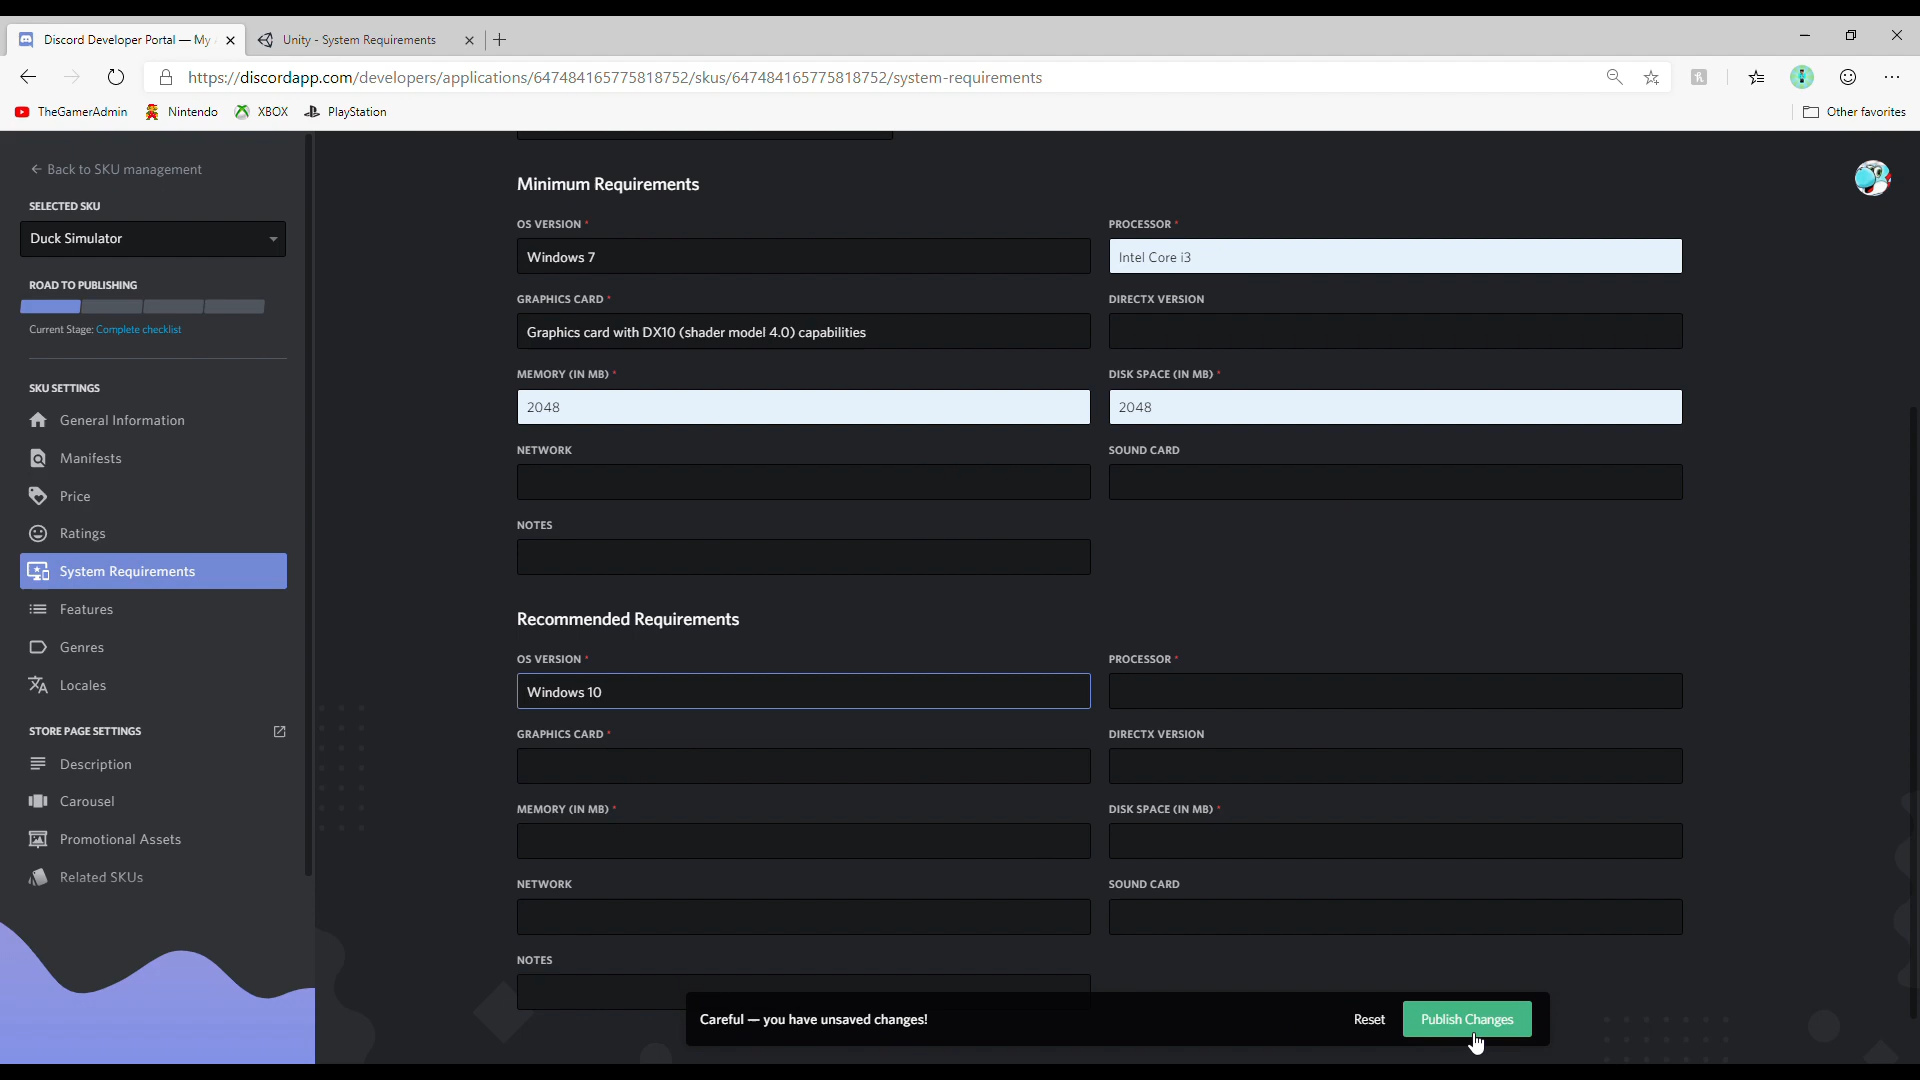 Discord Developer Portal — My
Unity - System Requirements
https://discordapp.com/developers/applications/647484165775818752/skus/647484165775818752/system-requirements
TheGamerAdmin
Nintendo
XBOX
PlayStation
Other favorites
Back to SKU management
SELECTED SKU
Duck Simulator
ROAD TO PUBLISHING
Current Stage: Complete checklist
SKU SETTINGS
General Information
Manifests
Price
Ratings
System Requirements
Features
Genres
Locales
STORE PAGE SETTINGS
Description
Carousel
Promotional Assets
Related SKUs
Minimum Requirements
OS VERSION *
PROCESSOR *
Windows 7
Intel Core i3
GRAPHICS CARD *
DIRECTX VERSION
Graphics card with DX10 (shader model 4.0) capabilities
MEMORY (IN MB) *
DISK SPACE (IN MB) *
2048
2048
NETWORK
SOUND CARD
NOTES
Recommended Requirements
OS VERSION *
PROCESSOR *
Windows 10
GRAPHICS CARD *
DIRECTX VERSION
MEMORY (IN MB) *
DISK SPACE (IN MB) *
NETWORK
SOUND CARD
NOTES
Careful — you have unsaved changes!
Reset
Publish Changes